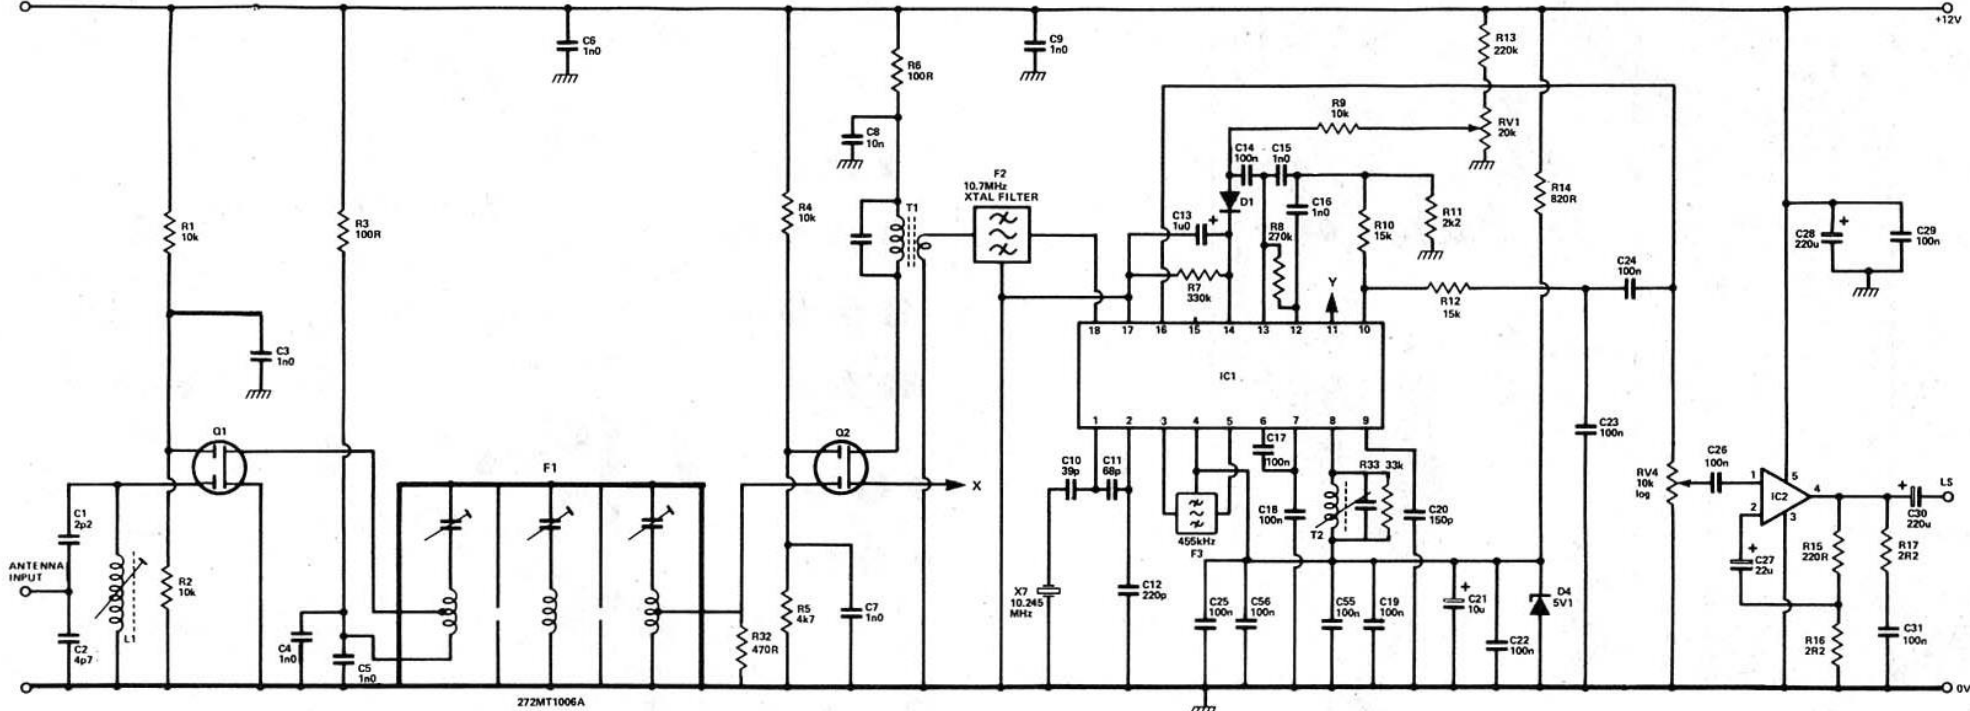 +12V
C6
1n0
C9
1n0
R13
220k
R6
100R
R9
10k
RV1
20k
C8
10n
C14
100n
C15
1n0
F2
10.7MHz
XTAL FILTER
R14
820R
R4
10k
T1
D1
C16
1n0
R11
2k2
R1
10k
R3
100R
C13
1u0
+
R8
270k
R10
15k
+
C28
220u
C29
100n
C24
100n
R7
330k
Y
R12
15k
18
17
16
15
14
13
12
11
10
C3
1n0
IC1
1
2
3
4
5
6
7
8
9
Q1
Q2
C17
100n
C23
100n
F1
C10
39p
C11
68p
R33
33k
RV4
10k
log
C26
100n
1
5
X
IC2
4
2
3
+
C30
220u
LS
C1
2p2
C18
100n
T2
C20
150p
455kHz
F3
+
C27
22u
R15
220R
R17
2R2
ANTENNA
INPUT
R2
10k
X7
10.245
MHz
C12
220p
C25
100n
C56
100n
C55
100n
C19
100n
+
C21
10u
D4
5V1
R5
4k7
C7
1n0
L1
C2
4p7
C4
1n0
C5
1n0
R32
470R
C22
100n
R16
2R2
C31
100n
0V
272MT1006A